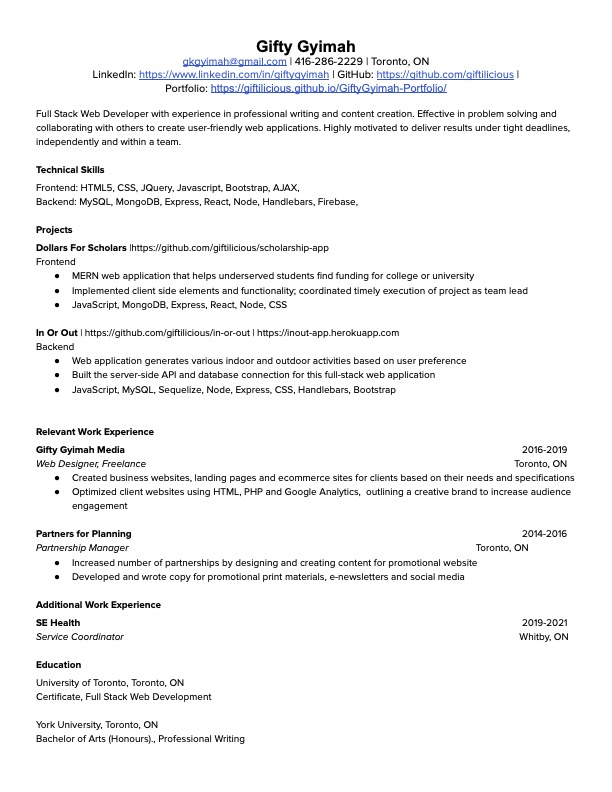 Gifty Gyimah
gkgyimah@gmail.com | 416-286-2229 | Toronto, ON
LinkedIn: https://www.linkedin.com/in/giftygyimah | GitHub: https://github.com/giftilicious |
Portfolio: https://giftilicious.github.io/GiftyGyimah-Portfolio/
Full Stack Web Developer with experience in professional writing and content creation. Effective in problem solving and
collaborating with others to create user-friendly web applications. Highly motivated to deliver results under tight deadlines,
independently and within a team.
Technical Skills
Frontend: HTML5, CSS, JQuery, Javascript, Bootstrap, AJAX,
Backend: MySQL, MongoDB, Express, React, Node, Handlebars, Firebase,
Projects
Dollars For Scholars |https://github.com/giftilicious/scholarship-app
Frontend
● MERN web application that helps underserved students find funding for college or university
● Implemented client side elements and functionality; coordinated timely execution of project as team lead
● JavaScript, MongoDB, Express, React, Node, CSS
In Or Out | https://github.com/giftilicious/in-or-out | https://inout-app.herokuapp.com
Backend
● Web application generates various indoor and outdoor activities based on user preference
● Built the server-side API and database connection for this full-stack web application
● JavaScript, MySQL, Sequelize, Node, Express, CSS, Handlebars, Bootstrap
Relevant Work Experience
Gifty Gyimah Media 2016-2019
Web Designer, Freelance Toronto, ON
● Created business websites, landing pages and ecommerce sites for clients based on their needs and specifications
● Optimized client websites using HTML, PHP and Google Analytics, outlining a creative brand to increase audience
engagement
Partners for Planning 2014-2016
Partnership Manager Toronto, ON
● Increased number of partnerships by designing and creating content for promotional website
● Developed and wrote copy for promotional print materials, e-newsletters and social media
Additional Work Experience
SE Health 2019-2021
Service Coordinator Whitby, ON
Education
University of Toronto, Toronto, ON
Certificate, Full Stack Web Development
York University, Toronto, ON
Bachelor of Arts (Honours)., Professional Writing